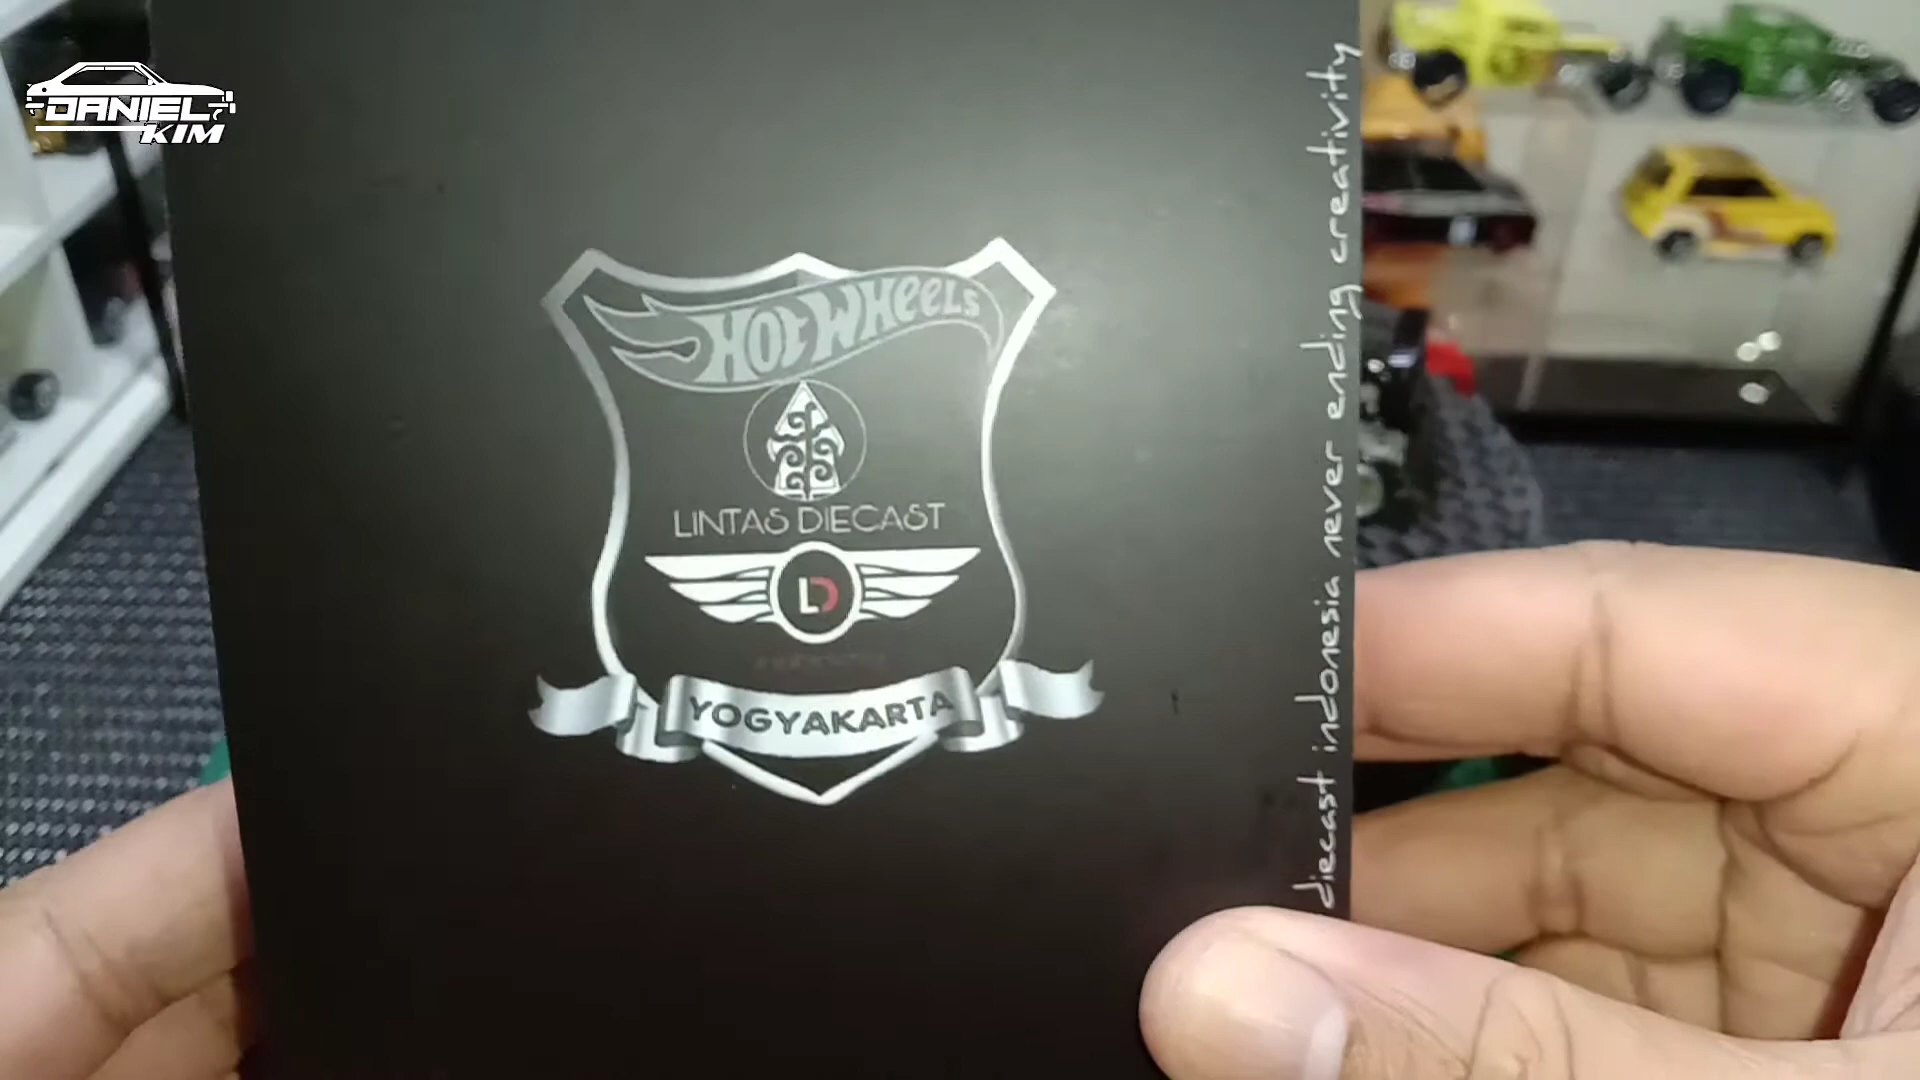 DANIEL
KIM
Hot Wheels
LINTAS DIECAST
LD
YOGYAKARTA
diecast indonesia never ending creativity